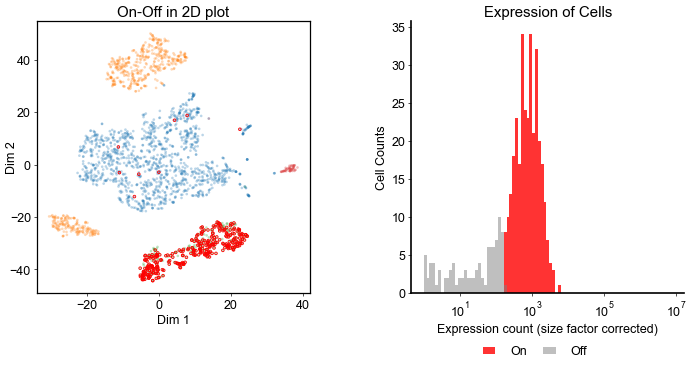 On-Off in 2D plot
Dim 2
40
20
0
−20
−40
−20 0 20 40
Dim 1
Expression of Cells
Cell Counts
35
30
25
20
15
10
5
0
10^1 10^3 10^5 10^7
Expression count (size factor corrected)
On Off